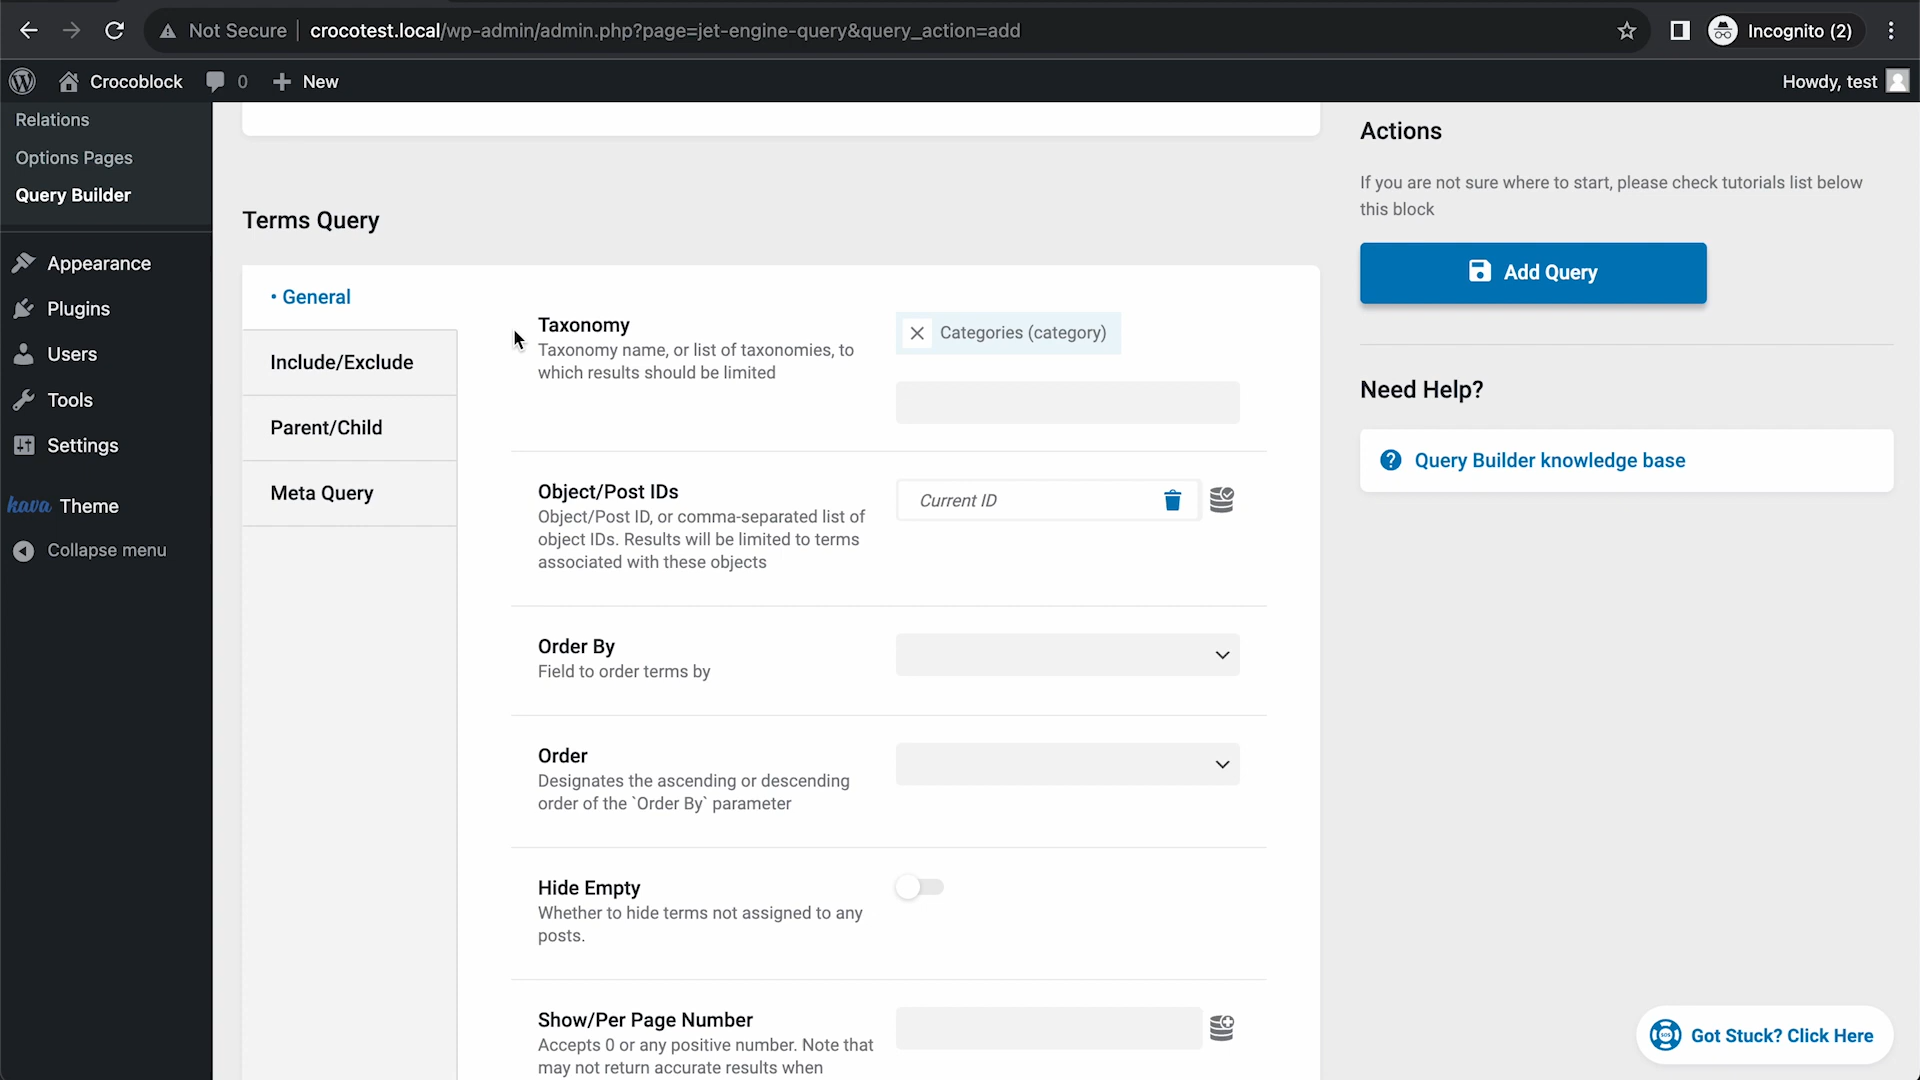 Not Secure
crocotest.local/wp-admin/admin.php?page=jet-engine-query&query_action=add
Incognito (2)
Crocoblock
0
New
Howdy, test
Relations
Options Pages
Query Builder
Appearance
Plugins
Users
Tools
Settings
kava Theme
Collapse menu
Terms Query
• General
Include/Exclude
Parent/Child
Meta Query
Taxonomy
Taxonomy name, or list of taxonomies, to
which results should be limited
Categories (category)
Object/Post IDs
Object/Post ID, or comma-separated list of
object IDs. Results will be limited to terms
associated with these objects
Current ID
Order By
Field to order terms by
Order
Designates the ascending or descending
order of the `Order By` parameter
Hide Empty
Whether to hide terms not assigned to any
posts.
Show/Per Page Number
Accepts 0 or any positive number. Note that
may not return accurate results when
Actions
If you are not sure where to start, please check tutorials list below
this block
Add Query
Need Help?
Query Builder knowledge base
Got Stuck? Click Here